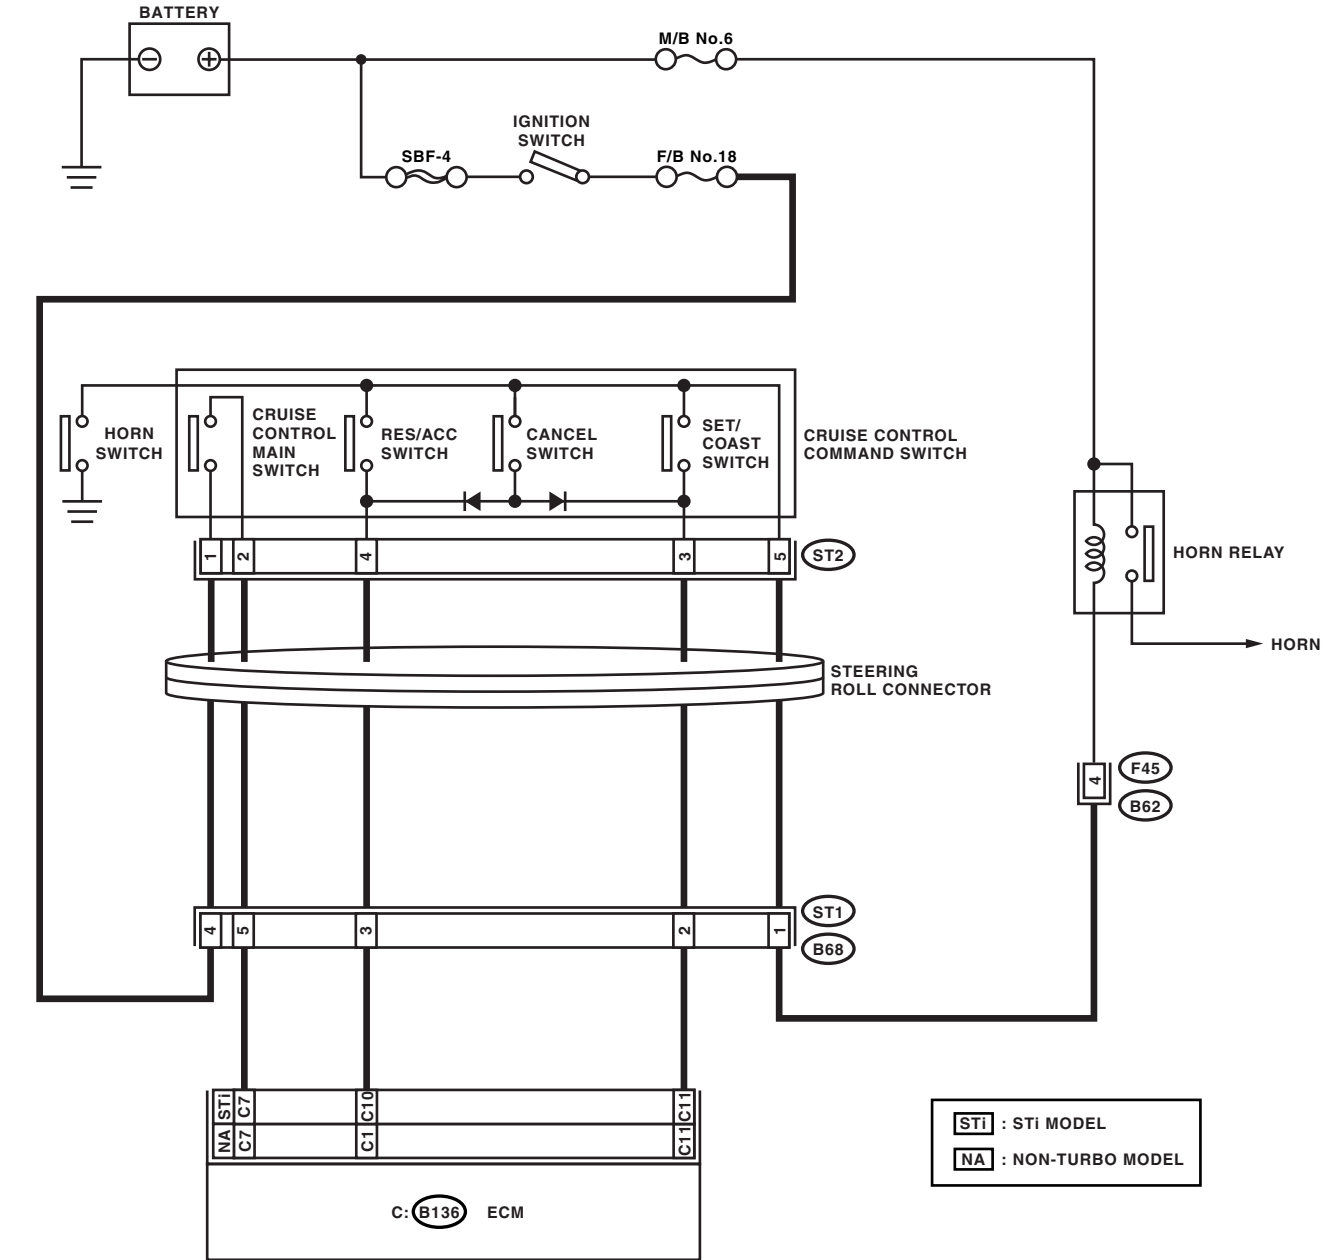 BATTERY
M/B No.6
IGNITION
SWITCH
SBF-4
F/B No.18
HORN
SWITCH
CRUISE
CONTROL
MAIN
SWITCH
RES/ACC
SWITCH
CANCEL
SWITCH
SET/
COAST
SWITCH
CRUISE CONTROL
COMMAND SWITCH
1 2 4 3 5
ST2
HORN RELAY
HORN
STEERING
ROLL CONNECTOR
4
F45
B62
4 5 3 2 1
ST1
B68
STi C7 C10 C11
NA C7 C1 C11
C: B136 ECM
STi : STi MODEL
NA : NON-TURBO MODEL